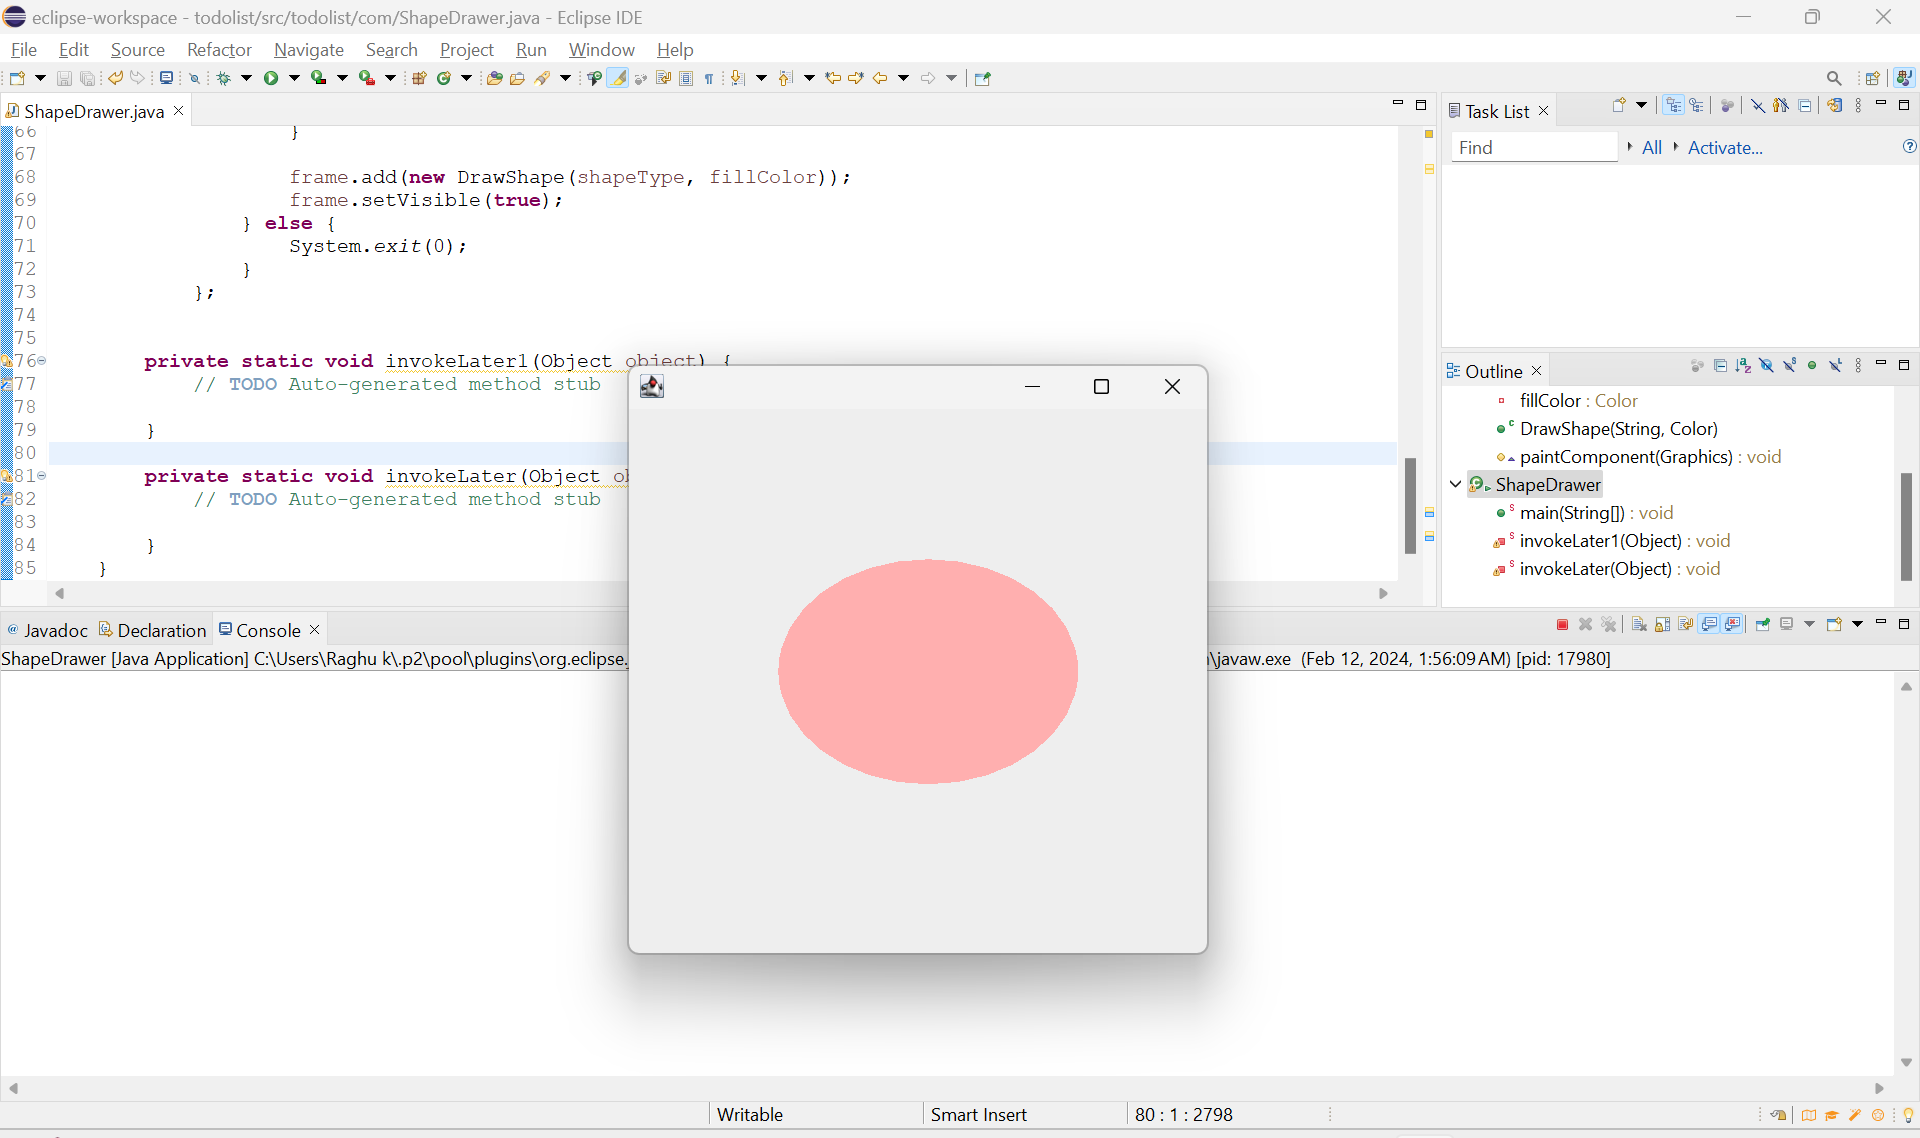 eclipse-workspace - todolist/src/todolist/com/ShapeDrawer.java - Eclipse IDE
File Edit Source Refactor Navigate Search Project Run Window Help
ShapeDrawer.java
66 }
67
68 frame.add(new DrawShape(shapeType, fillColor));
69 frame.setVisible(true);
70 } else {
71 System.exit(0);
72 }
73 };
74
75
76 private static void invokeLater1(Object object) {
77 // TODO Auto-generated method stub
78
79 }
80
81 private static void invokeLater(Object
82 // TODO Auto-generated method stub
83
84 }
85 }
Task List
Find All Activate...
Outline
fillColor : Color
DrawShape(String, Color)
paintComponent(Graphics) : void
ShapeDrawer
main(String[]) : void
invokeLater1(Object) : void
invokeLater(Object) : void
@ Javadoc Declaration Console
ShapeDrawer [Java Application] C:\Users\Raghu k\.p2\pool\plugins\org.eclipse. \javaw.exe (Feb 12, 2024, 1:56:09 AM) [pid: 17980]
Writable Smart Insert 80 : 1 : 2798